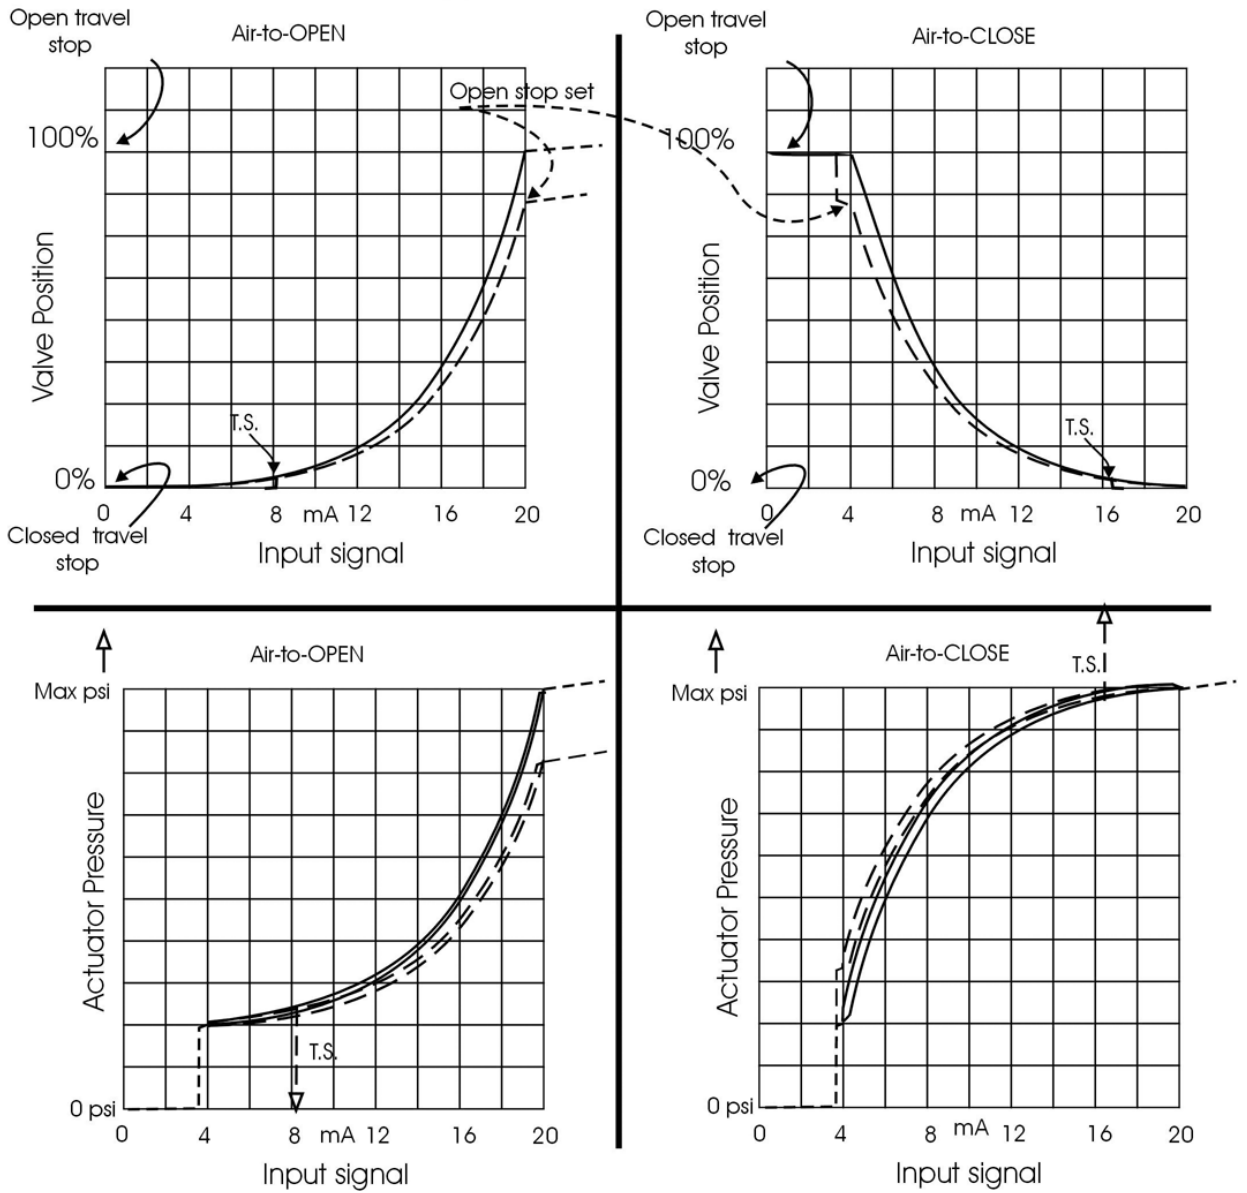 Open travel
stop
Air-to-OPEN
Open stop set
100%
Valve Position
T.S.
0%
0 4 8 mA 12 16 20
Closed travel
stop
Input signal
Open travel
stop
Air-to-CLOSE
100%
Valve Position
T.S.
0%
0 4 8 mA 12 16 20
Closed travel
stop
Input signal
Air-to-OPEN
Max psi
Actuator Pressure
T.S.
0 psi
0 4 8 mA 12 16 20
Input signal
Air-to-CLOSE
T.S.
Max psi
Actuator Pressure
0 psi
0 4 8 mA 12 16 20
Input signal